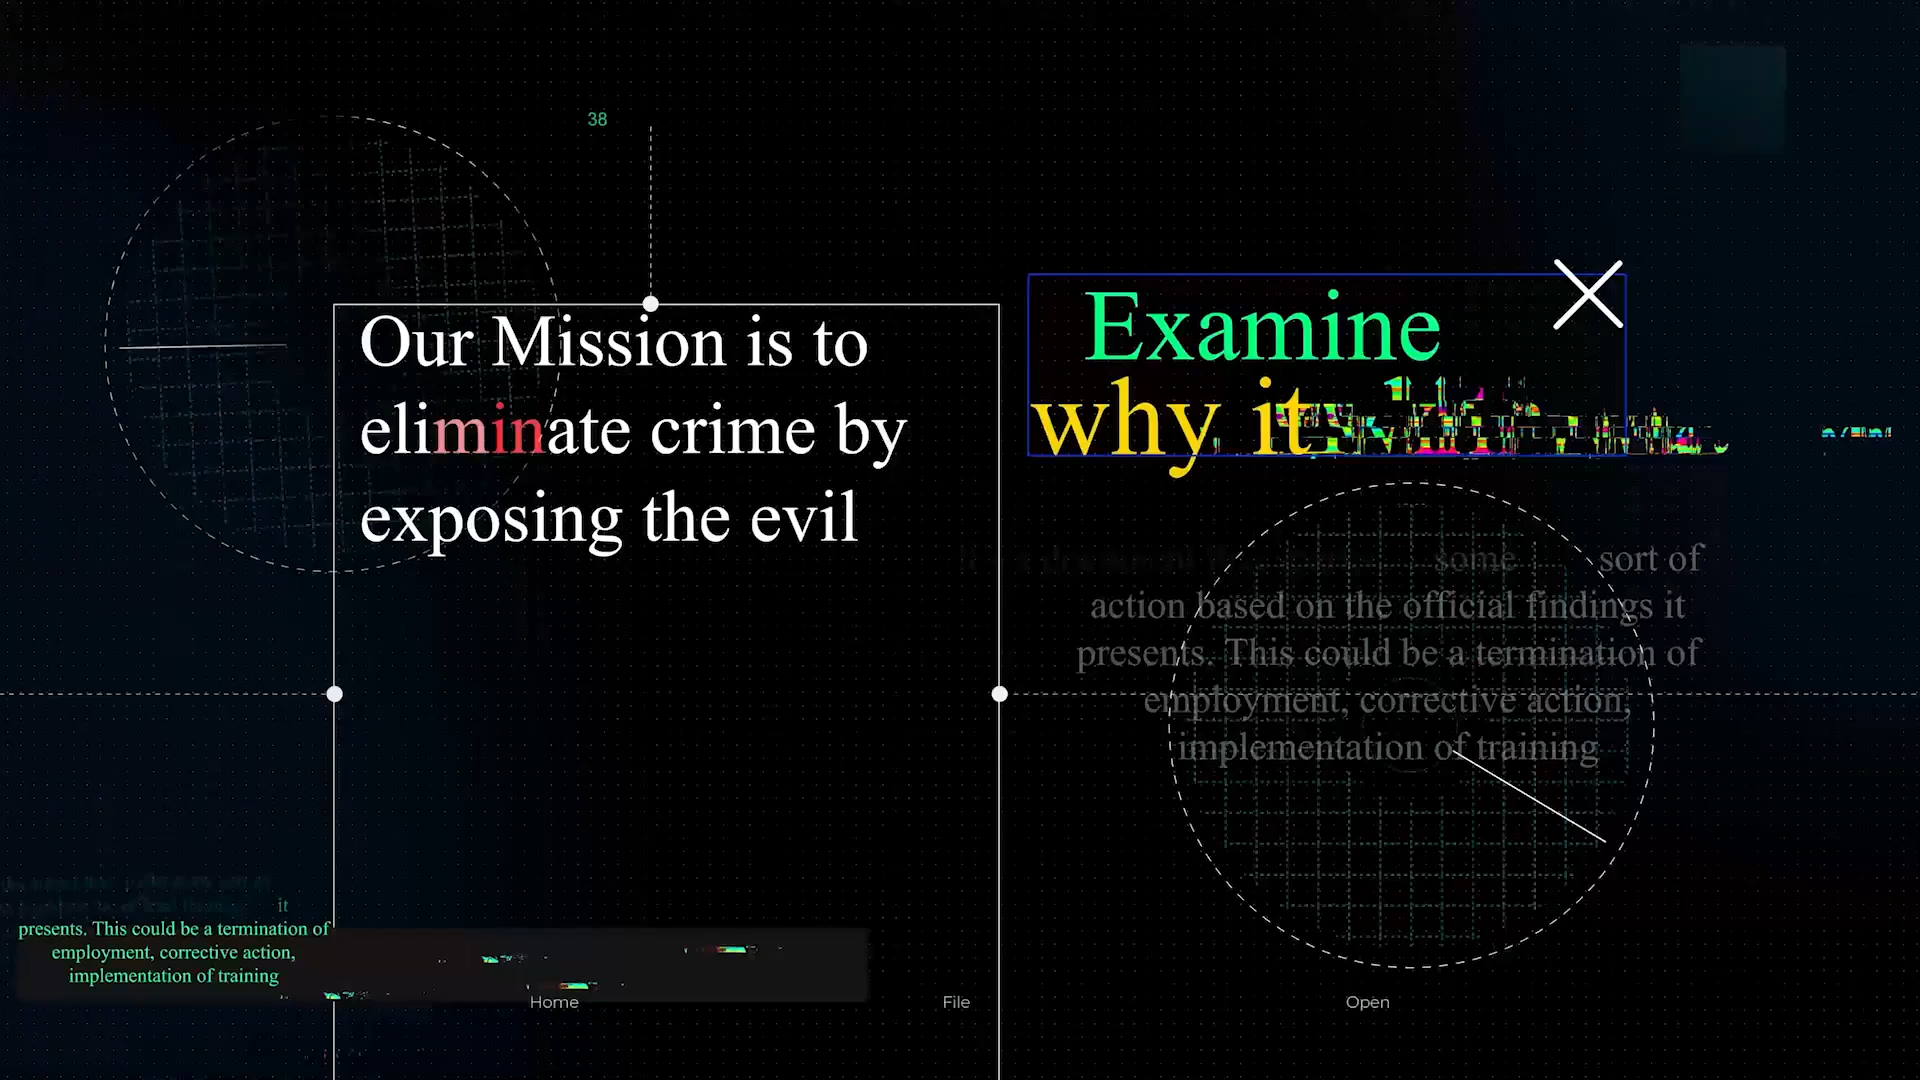 38
Our Mission is to
eliminate crime by
exposing the evil
Examine
why it
some sort of
action based on the official findings it
presents. This could be a termination of
employment, corrective action,
implementation of training
it
presents. This could be a termination of
employment, corrective action,
implementation of training
Home
File
Open